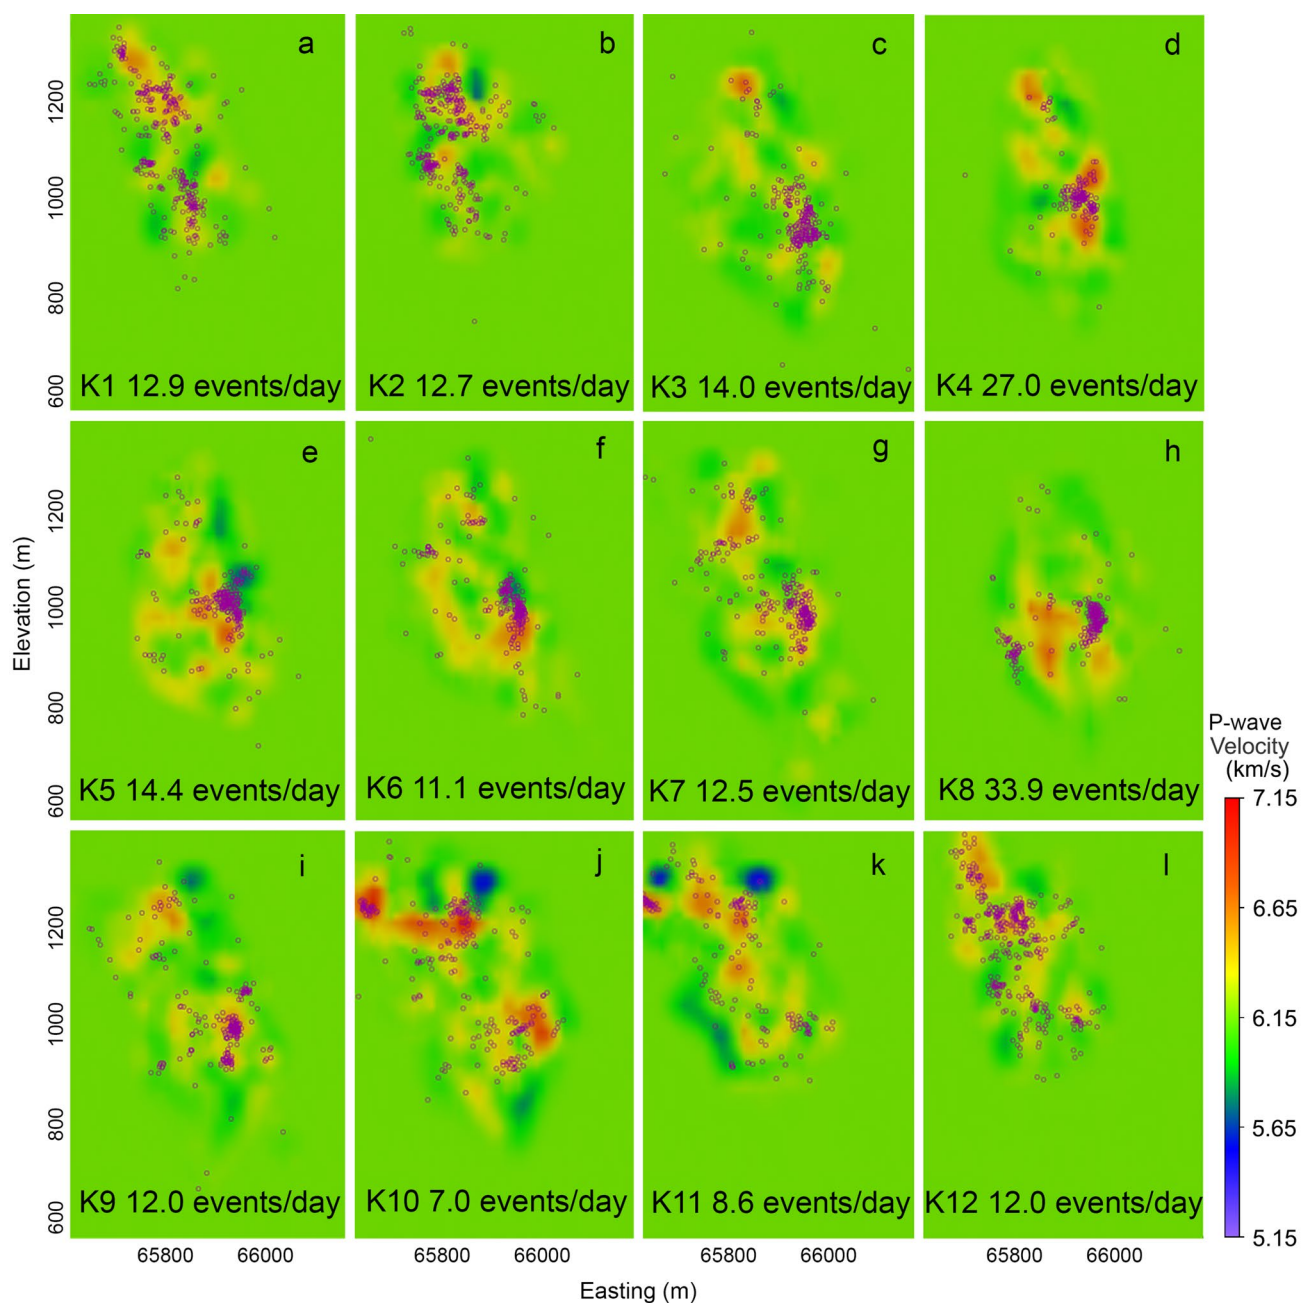 a
b
c
d
1200
1000
800
600
K1 12.9 events/day
K2 12.7 events/day
K3 14.0 events/day
K4 27.0 events/day
e
f
g
h
1200
1000
800
600
K5 14.4 events/day
K6 11.1 events/day
K7 12.5 events/day
K8 33.9 events/day
Elevation (m)
P-wave
Velocity
(km/s)
7.15
6.65
6.15
5.65
5.15
i
j
k
l
1200
1000
800
600
K9 12.0 events/day
K10 7.0 events/day
K11 8.6 events/day
K12 12.0 events/day
65800 66000
65800 66000
65800 66000
65800 66000
Easting (m)